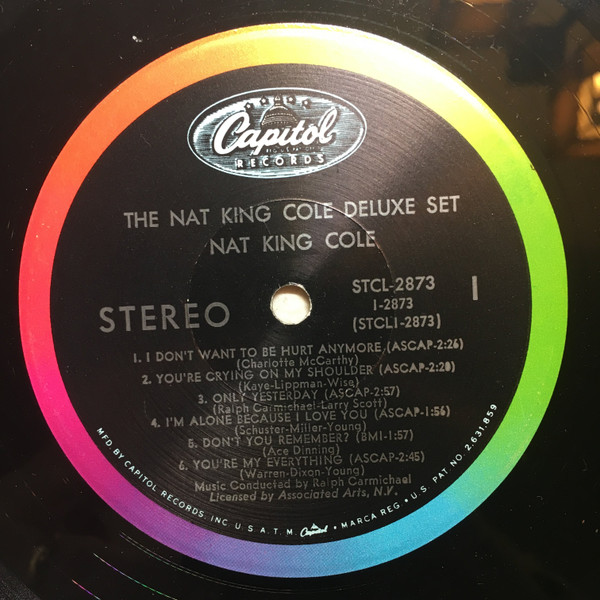 Capitol
RECORDS
THE NAT KING COLE DELUXE SET
NAT KING COLE
STEREO
STCL-2873
1-2873
(STCL1-2873)
1
1. I DON'T WANT TO BE HURT ANYMORE (ASCAP-2:26)
(Charlotte McCarthy)
2. YOU'RE CRYING ON MY SHOULDER (ASCAP-2:20)
(Kaye-Lippman-Wise)
3. ONLY YESTERDAY (ASCAP-2:57)
(Ralph Carmichael-Larry Scott)
4. I'M ALONE BECAUSE I LOVE YOU (ASCAP-1:56)
(Schuster-Miller-Young)
5. DON'T YOU REMEMBER? (BMI-1:57)
(Ace Dinning)
6. YOU'RE MY EVERYTHING (ASCAP-2:45)
(Warren-Dixon-Young)
Music Conducted by Ralph Carmichael
Licensed by Associated Arts, N.V.
MFD. BY CAPITOL RECORDS, INC U.S.A. T.M. Capitol • MARCA REG • U.S. PAT NO. 2,631,859